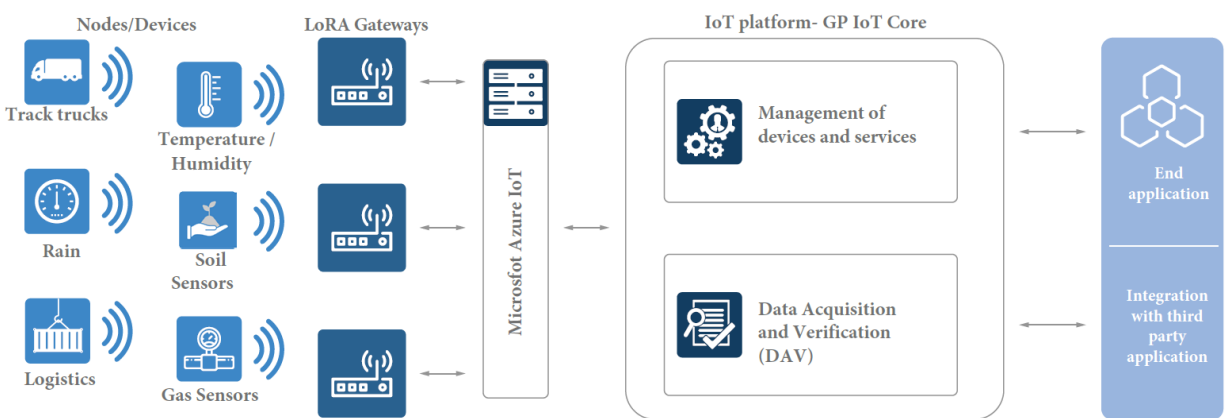 Nodes/Devices
LoRA Gateways
IoT platform- GP IoT Core
Track trucks
Temperature /
Humidity
Rain
Soil
Sensors
Logistics
Gas Sensors
Microsfot Azure IoT
Management of
devices and services
Data Acquisition
and Verification
(DAV)
End
application
Integration
with third
party
application